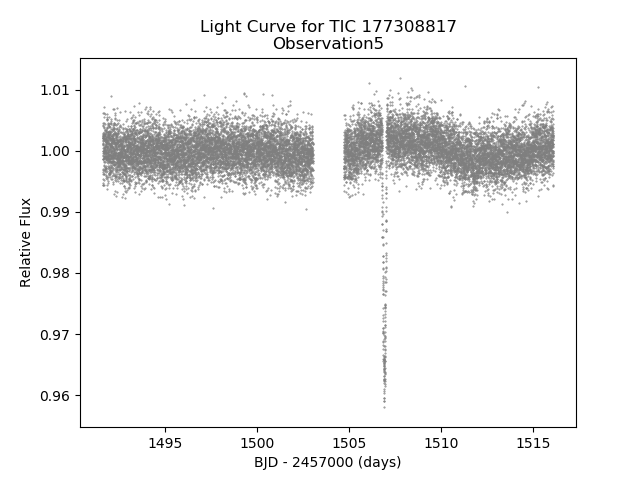 Light Curve for TIC 177308817
Observation5
1.01
1.00
0.99
0.98
0.97
0.96
Relative Flux
1495
1500
1505
1510
1515
BJD - 2457000 (days)